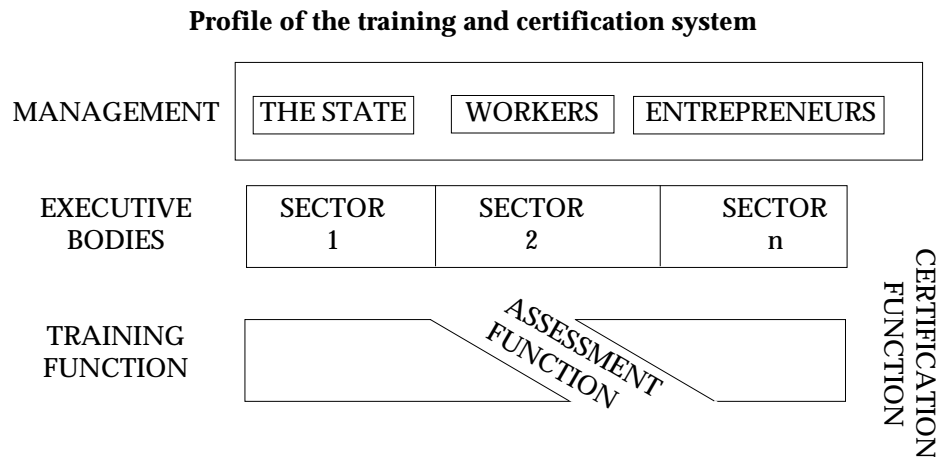 Profile of the training and certification system
MANAGEMENT
THE STATE
WORKERS
ENTREPRENEURS
EXECUTIVE
BODIES
SECTOR
1
SECTOR
2
SECTOR
n
TRAINING
FUNCTION
ASSESSMENT
FUNCTION
CERTIFICATION
FUNCTION